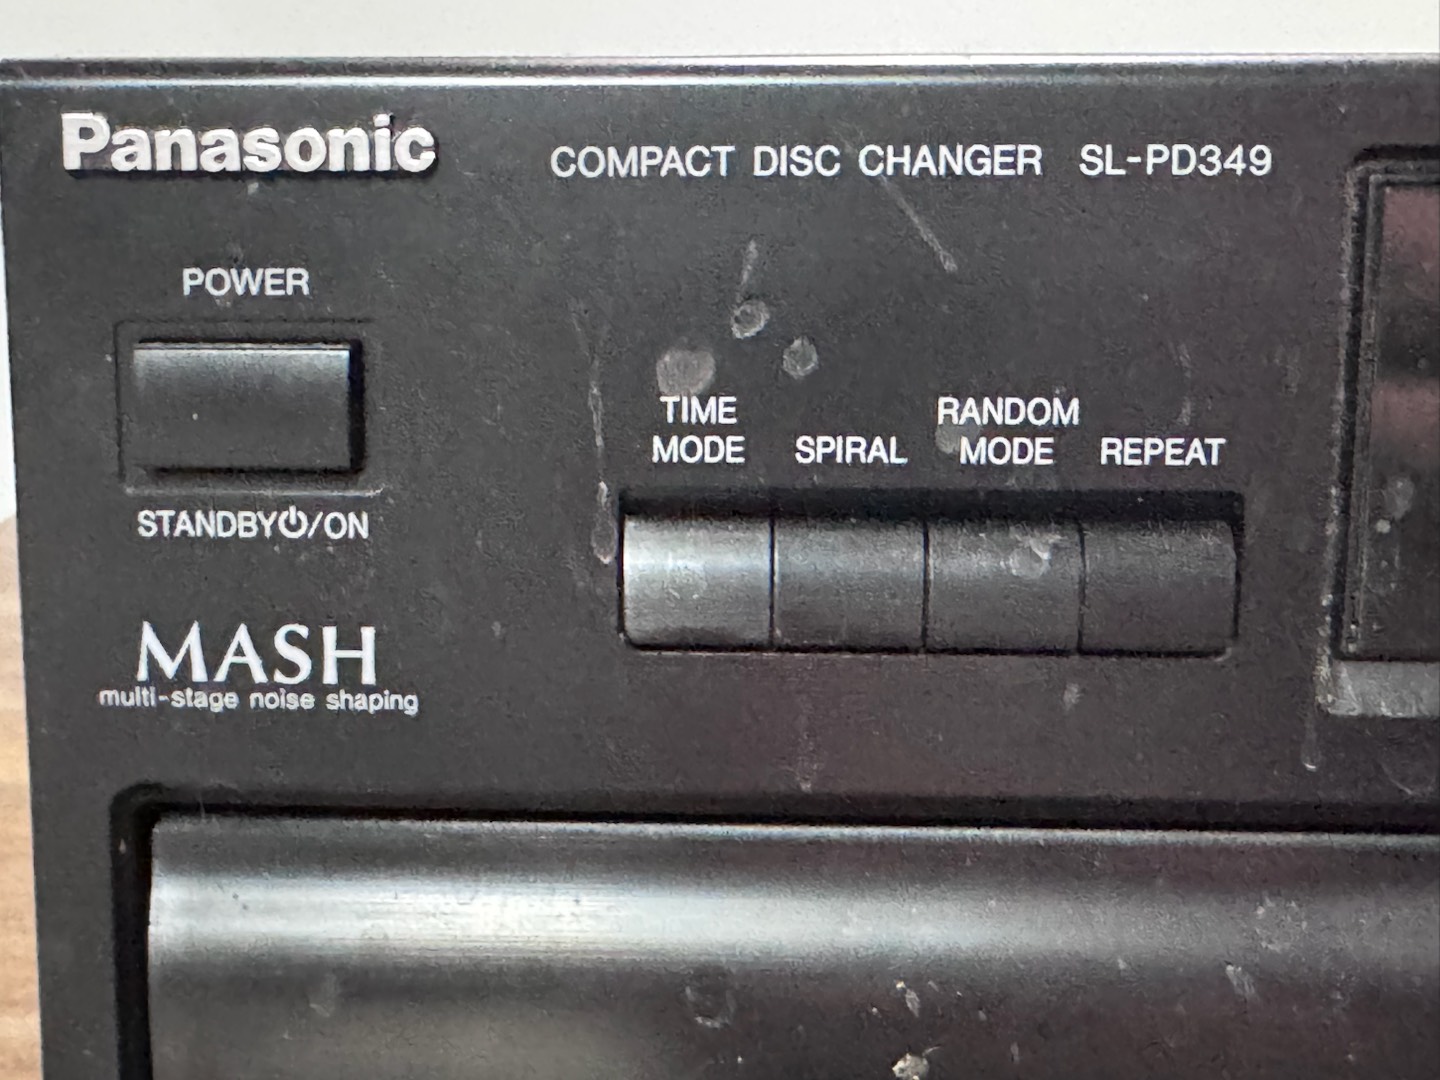 Panasonic
COMPACT DISC CHANGER SL-PD349
POWER
STANDBY⏻/ON
TIME MODE
SPIRAL
RANDOM MODE
REPEAT
MASH
multi-stage noise shaping